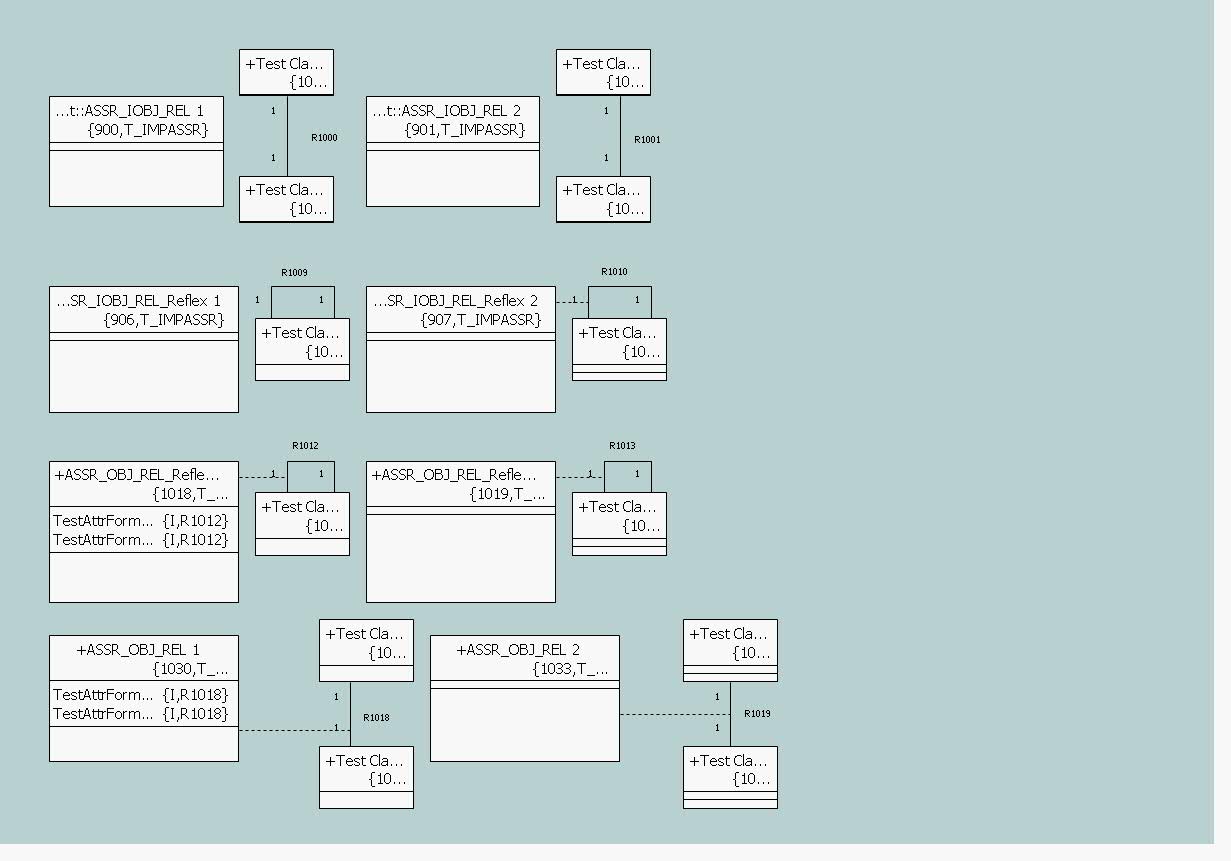 +Test Cla...
{10...
+Test Cla...
{10...
...t::ASSR_IOBJ_REL 1
{900,T_IMPASSR}
1
R1000
1
...t::ASSR_IOBJ_REL 2
{901,T_IMPASSR}
1
R1001
1
+Test Cla...
{10...
+Test Cla...
{10...
R1009
R1010
...SR_IOBJ_REL_Reflex 1
{906,T_IMPASSR}
1
1
...SR_IOBJ_REL_Reflex 2
{907,T_IMPASSR}
1
1
+Test Cla...
{10...
+Test Cla...
{10...
R1012
R1013
+ASSR_OBJ_REL_Refle...
{1018,T_...
TestAttrForm... {I,R1012}
TestAttrForm... {I,R1012}
1
1
+ASSR_OBJ_REL_Refle...
{1019,T_...
1
1
+Test Cla...
{10...
+Test Cla...
{10...
+Test Cla...
{10...
+Test Cla...
{10...
+ASSR_OBJ_REL 1
{1030,T_...
TestAttrForm... {I,R1018}
TestAttrForm... {I,R1018}
1
R1018
1
+ASSR_OBJ_REL 2
{1033,T_...
1
R1019
1
+Test Cla...
{10...
+Test Cla...
{10...